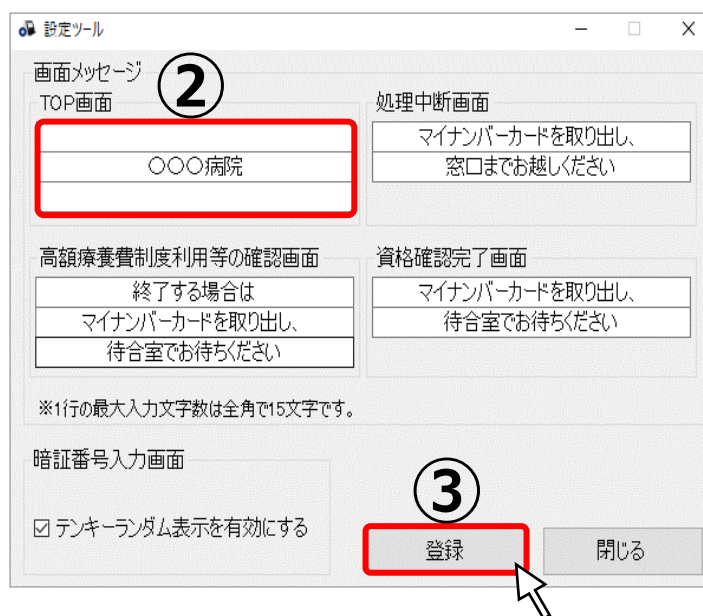 設定ツール
画面メッセージ
②
TOP画面
○○○病院
処理中断画面
マイナンバーカードを取り出し、
窓口までお越しください
高額療養費制度利用等の確認画面
終了する場合は
マイナンバーカードを取り出し、
待合室でお待ちください
資格確認完了画面
マイナンバーカードを取り出し、
待合室でお待ちください
※1行の最大入力文字数は全角で15文字です。
暗証番号入力画面
テンキーランダム表示を有効にする
③
登録
閉じる